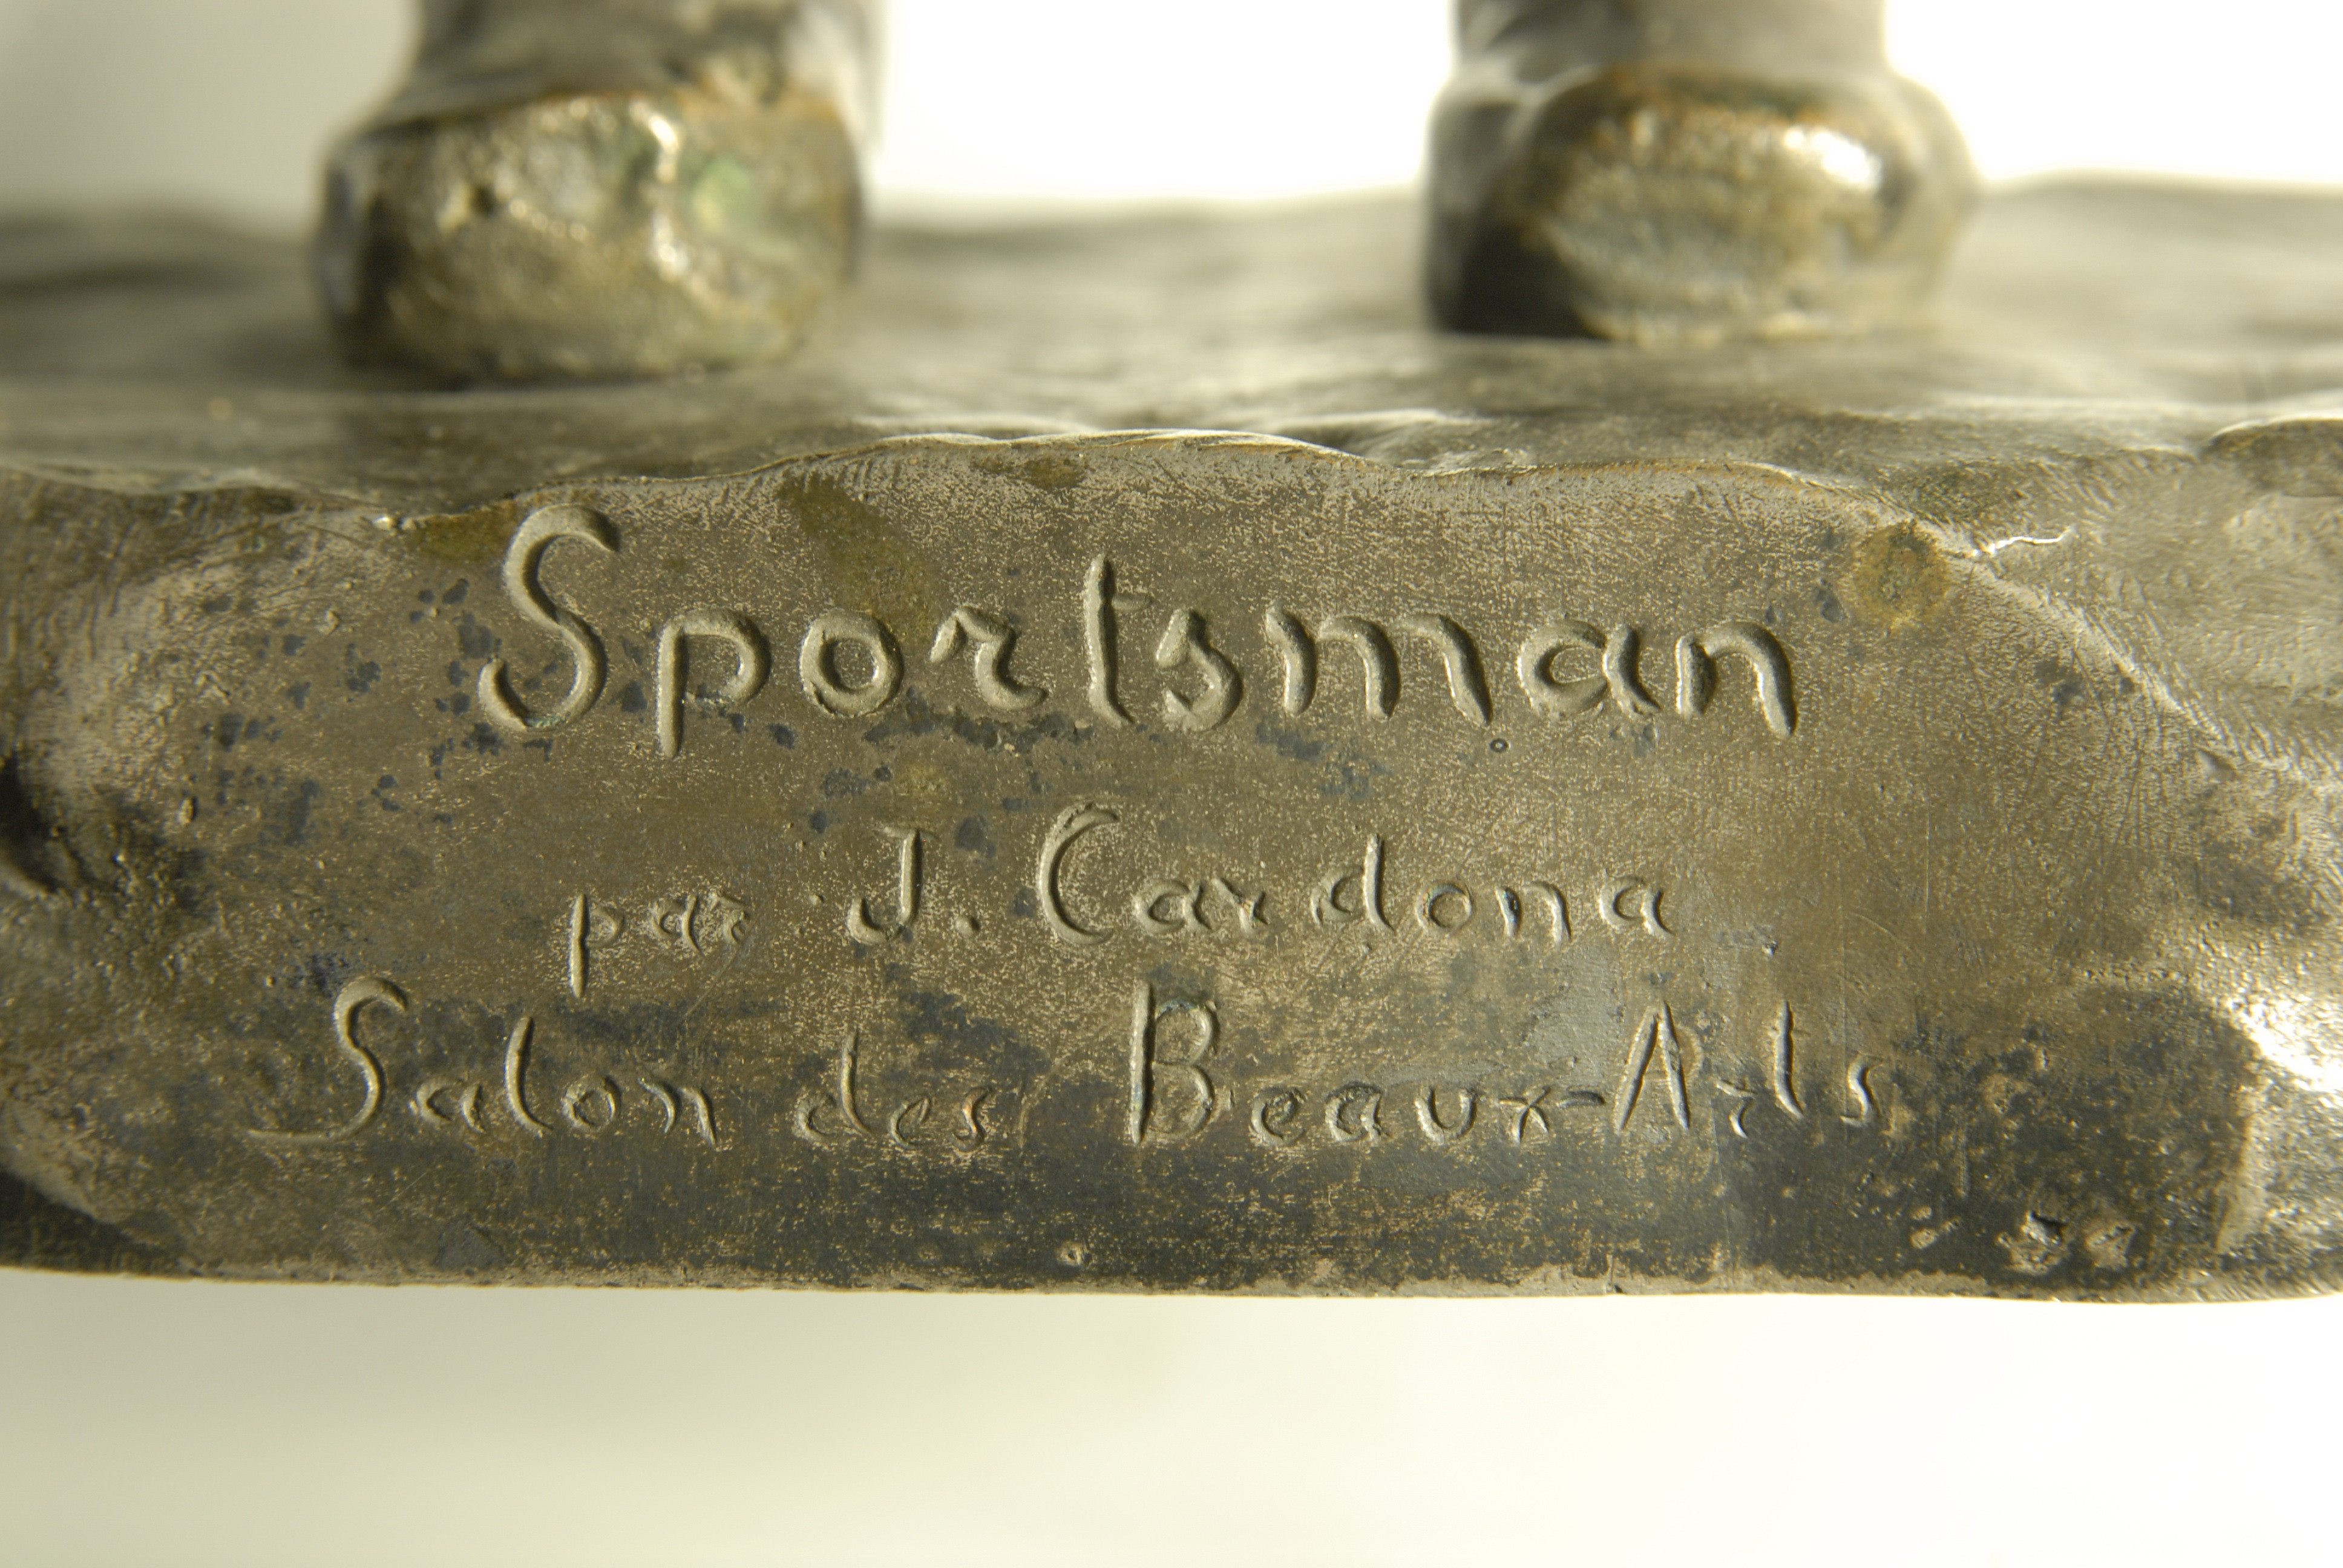 Sportsman
par J. Cardona
Salon des Beaux-Arts